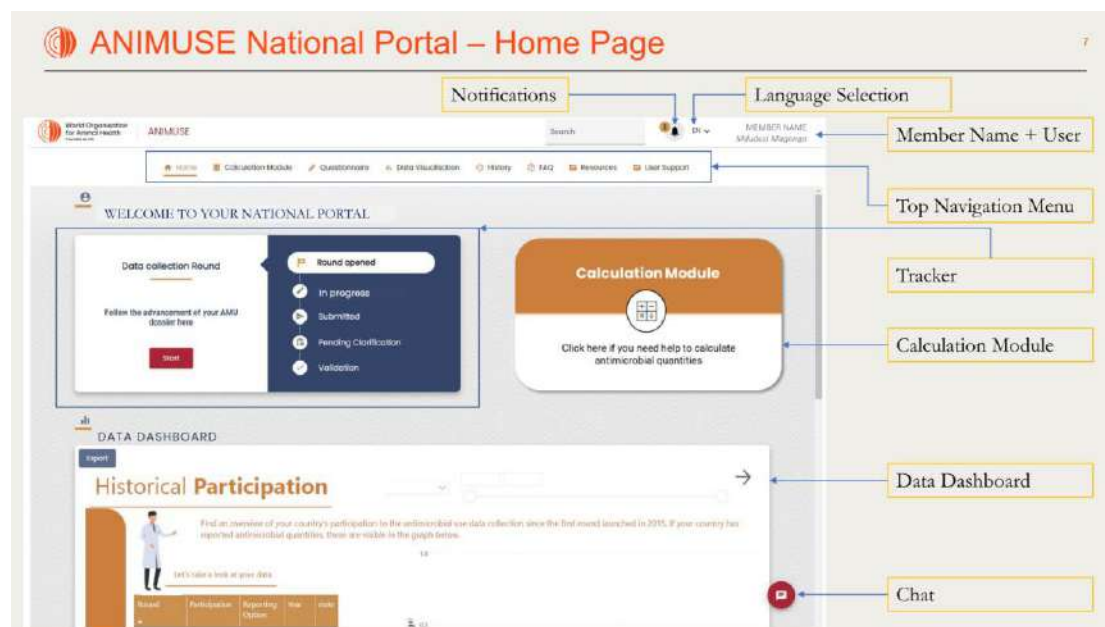 ANIMUSE National Portal – Home Page
7
Notifications
Language Selection
World Organisation
for Animal Health
ANIMUSE
Search
EN
MEMBER NAME
Member Name + User
Home
Calculation Module
Questionnaire
Data Visualisation
History
FAQ
Resources
User Support
Top Navigation Menu
WELCOME TO YOUR NATIONAL PORTAL
Data collection Round
Follow the advancement of your AMU
dossier here
Start
Round opened
In progress
Submitted
Pending Clarification
Validation
Calculation Module
Click here if you need help to calculate
antimicrobial quantities
Tracker
Calculation Module
DATA DASHBOARD
Export
Historical Participation
Data Dashboard
Find an overview of your country's participation to the antimicrobial use data collection since the first round launched in 2015. If your country has
reported antimicrobial quantities, these are visible in the graph below.
1.0
Let's take a look at your data
Round
Participation
Reporting
Option
Year
state
Chat